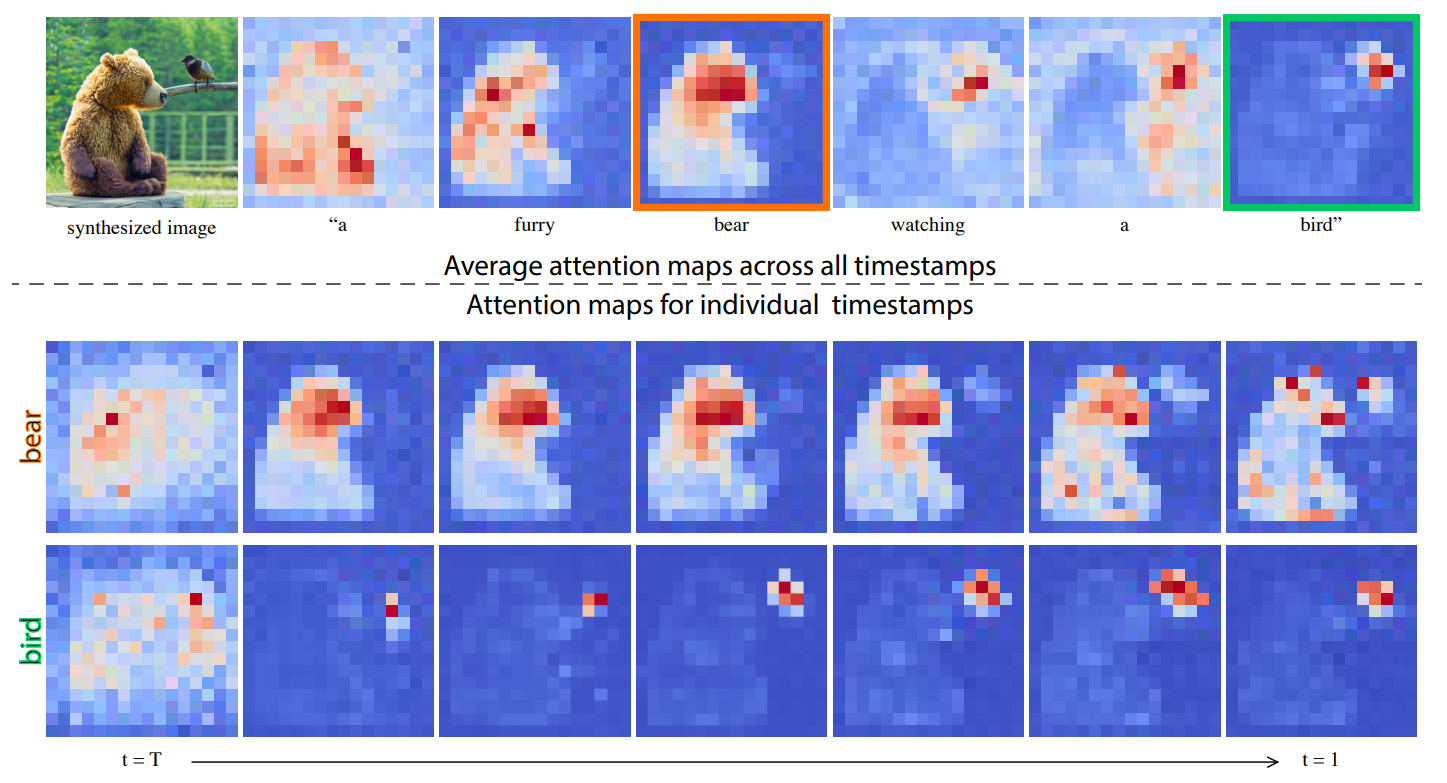 synthesized image
“a
furry
bear
watching
a
bird”
Average attention maps across all timestamps
Attention maps for individual timestamps
bear
bird
t = T
t = 1